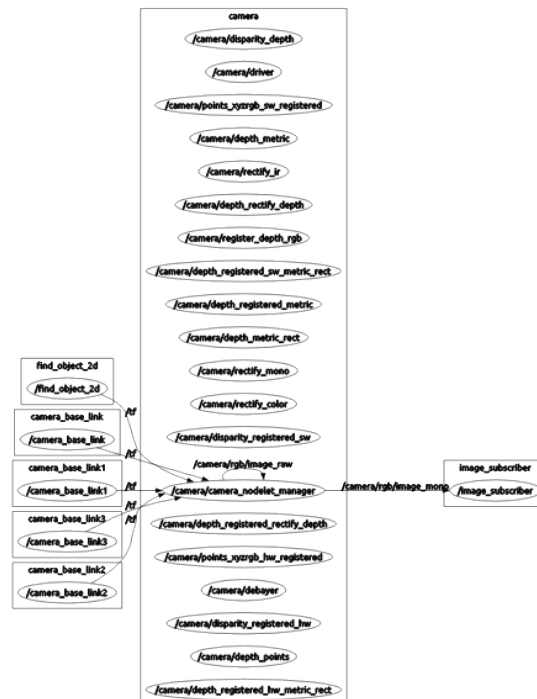 camera
/camera/disparity_depth
/camera/driver
/camera/points_xyzrgb_sw_registered
/camera/depth_metric
/camera/rectify_ir
/camera/depth_rectify_depth
/camera/register_depth_rgb
/camera/depth_registered_sw_metric_rect
/camera/depth_registered_metric
/camera/depth_metric_rect
find_object_2d
/find_object_2d
/tf
/camera/rectify_mono
/camera/rectify_color
camera_base_link
/camera_base_link
/tf
/camera/disparity_registered_sw
/camera/rgb/image_raw
camera_base_link1
/camera_base_link1
/tf
/camera/camera_nodelet_manager
/camera/rgb/image_mono
image_subscriber
/image_subscriber
/tf
camera_base_link3
/camera_base_link3
/tf
/camera/depth_registered_rectify_depth
/camera/points_xyzrgb_hw_registered
camera_base_link2
/camera_base_link2
/camera/debayer
/camera/disparity_registered_hw
/camera/depth_points
/camera/depth_registered_hw_metric_rect